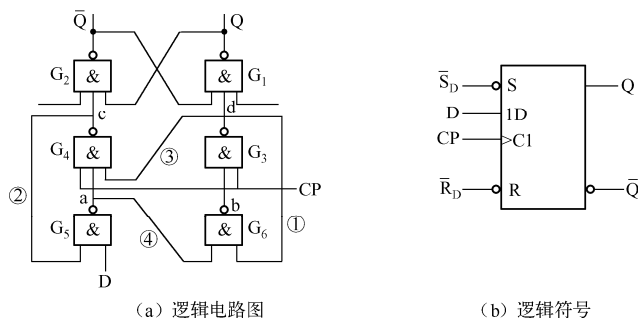 Q̅ Q
G₂ & & G₁
c d
G₄ & ③ & G₃
② CP
a b ①
G₅ & ④ & G₆
D
(a) 逻辑电路图
S̅D S Q
D 1D
CP C1
R̅D R Q̅
(b) 逻辑符号